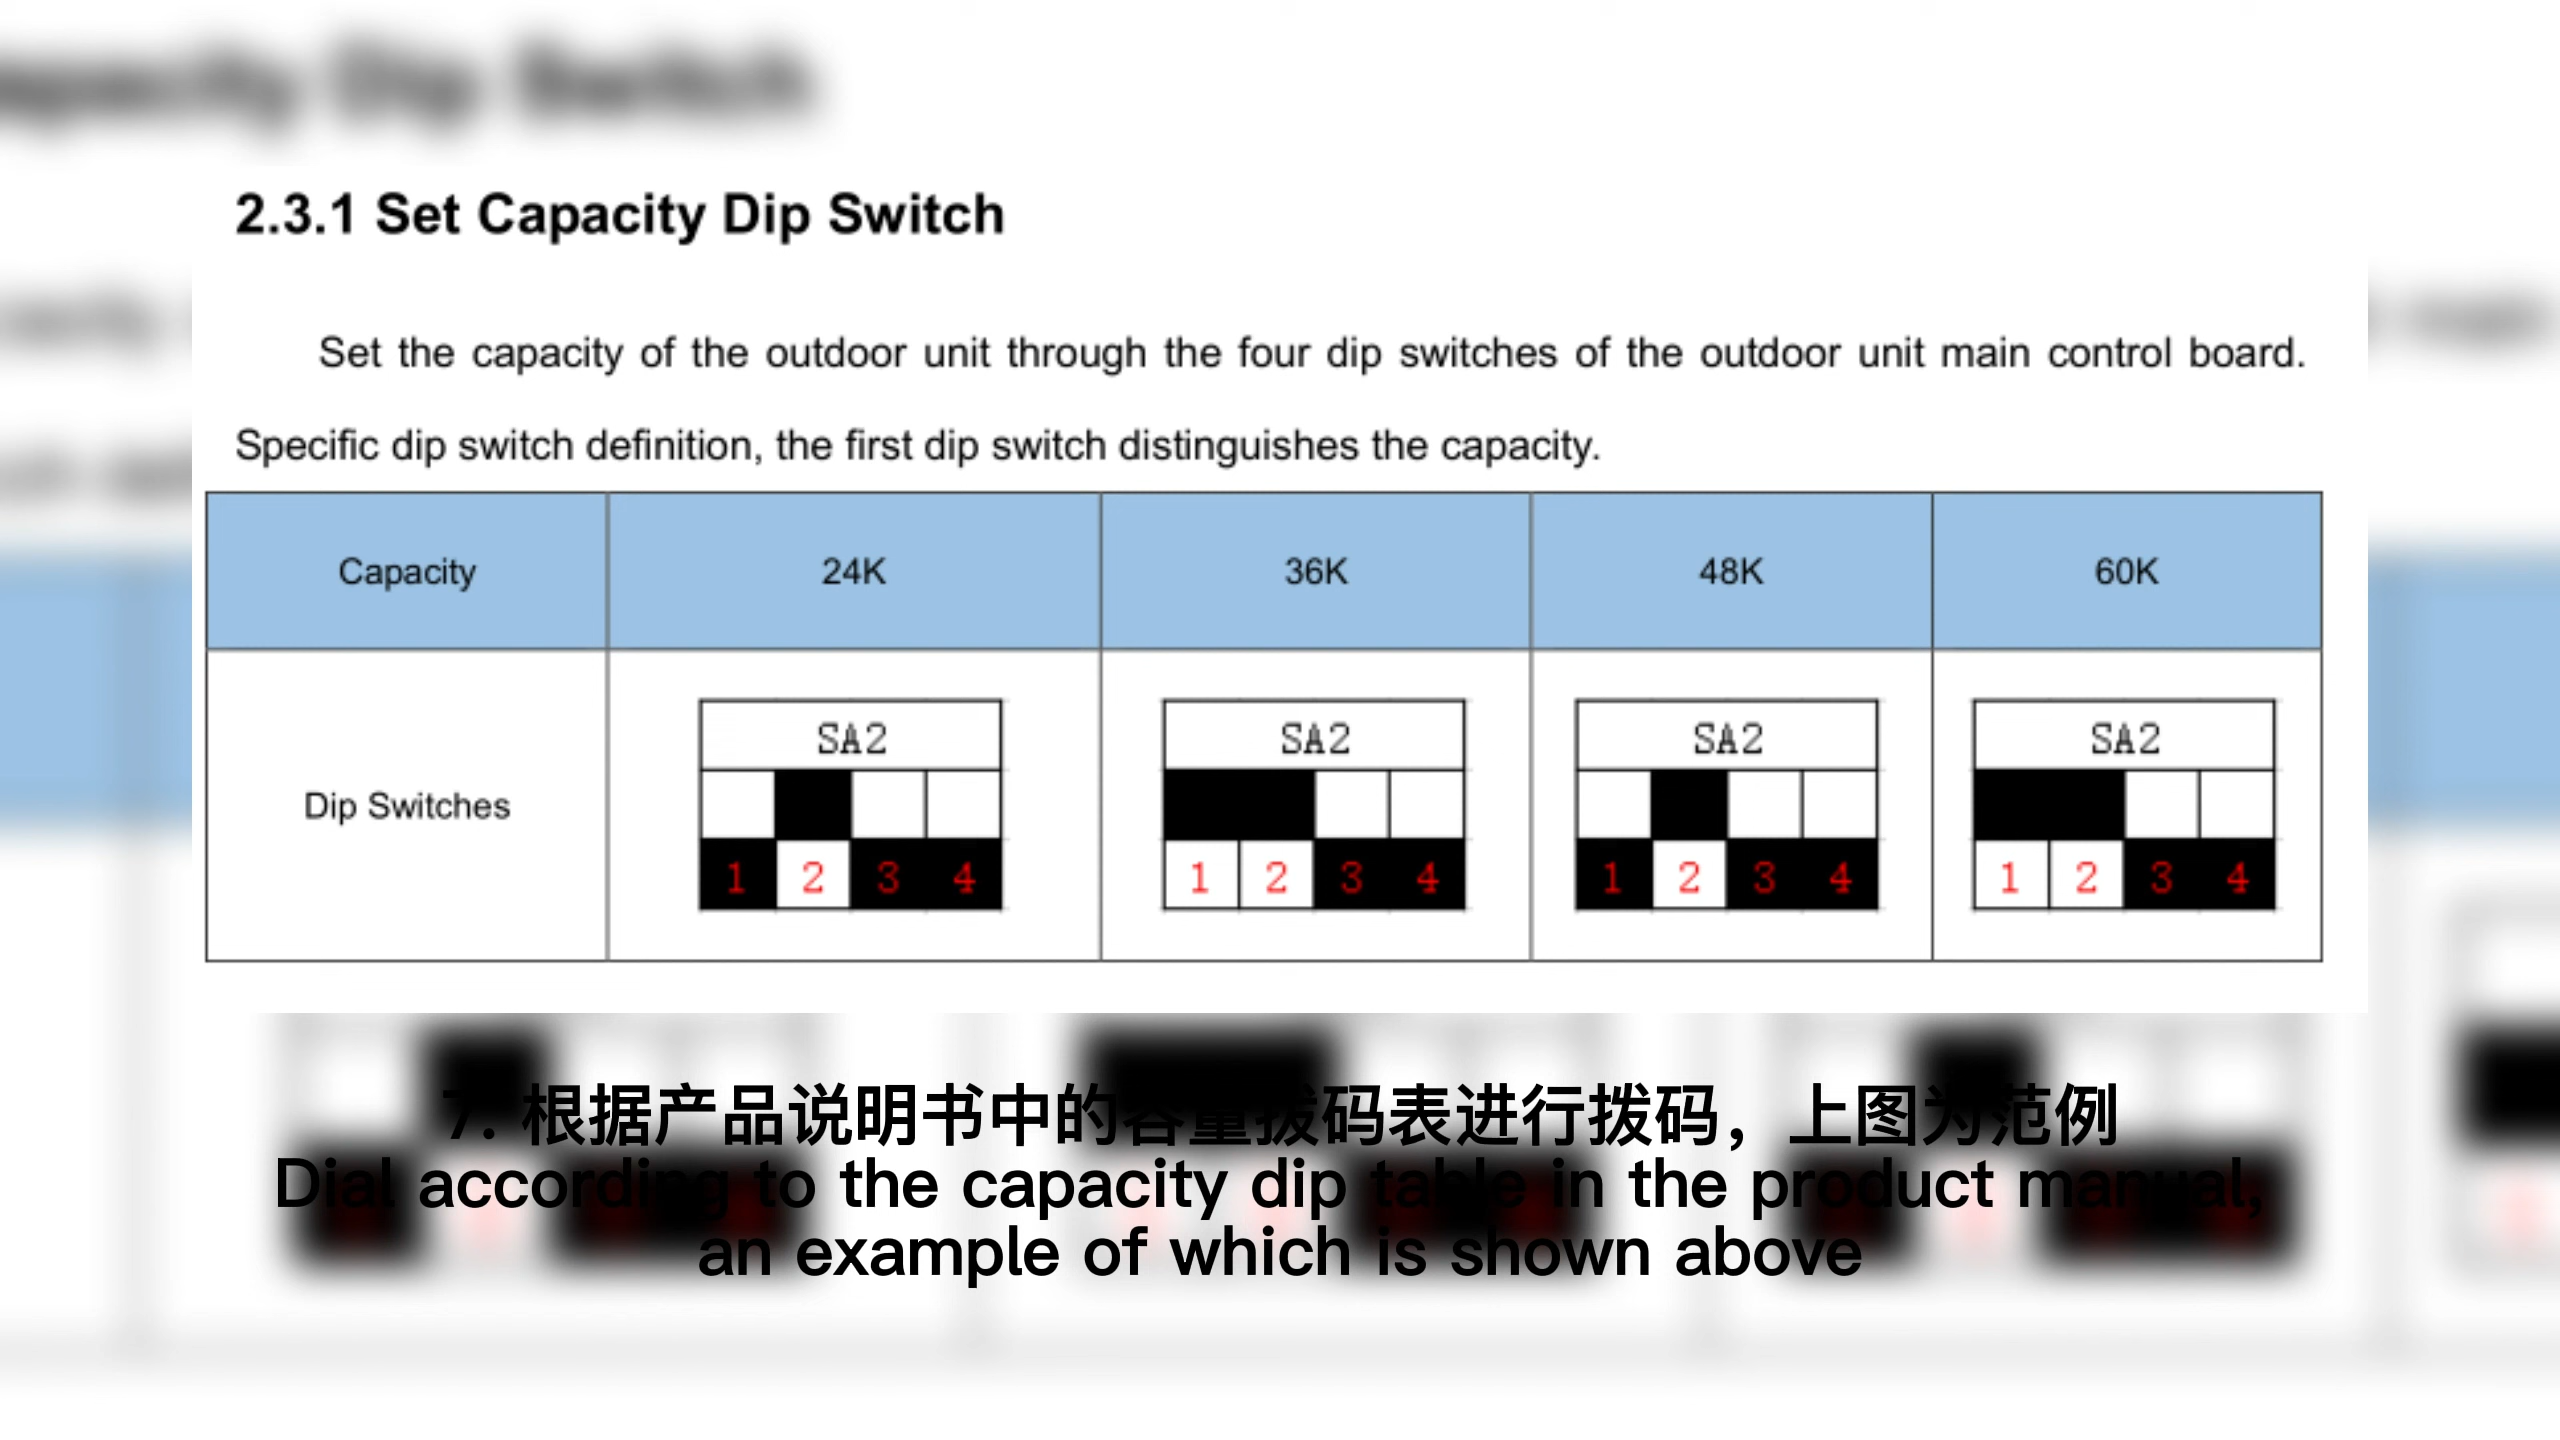 apacity Dip Switch
2.3.1 Set Capacity Dip Switch
Set the capacity of the outdoor unit through the four dip switches of the outdoor unit main control board.
Specific dip switch definition, the first dip switch distinguishes the capacity.
Capacity 24K 36K 48K 60K
SA2 SA2 SA2 SA2
Dip Switches
1 2 3 4 1 2 3 4 1 2 3 4 1 2 3 4
7. 根据产品说明书中的容量拨码表进行拨码，上图为范例
Dial according to the capacity dip table in the product manual,
an example of which is shown above